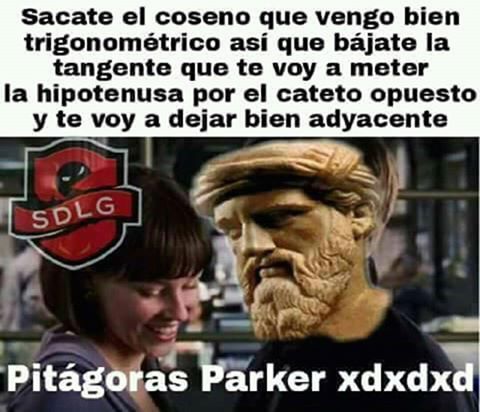 Sacate el coseno que vengo bien
trigonométrico así que bájate la
tangente que te voy a meter
la hipotenusa por el cateto opuesto
y te voy a dejar bien adyacente
SDLG
Pitágoras Parker xdxdxd